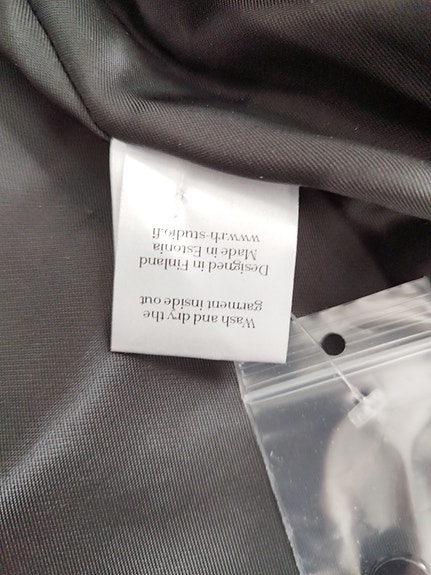 Wash and dry the
garment inside out
Designed in Finland
Made in Estonia
www.rh-studio.fi